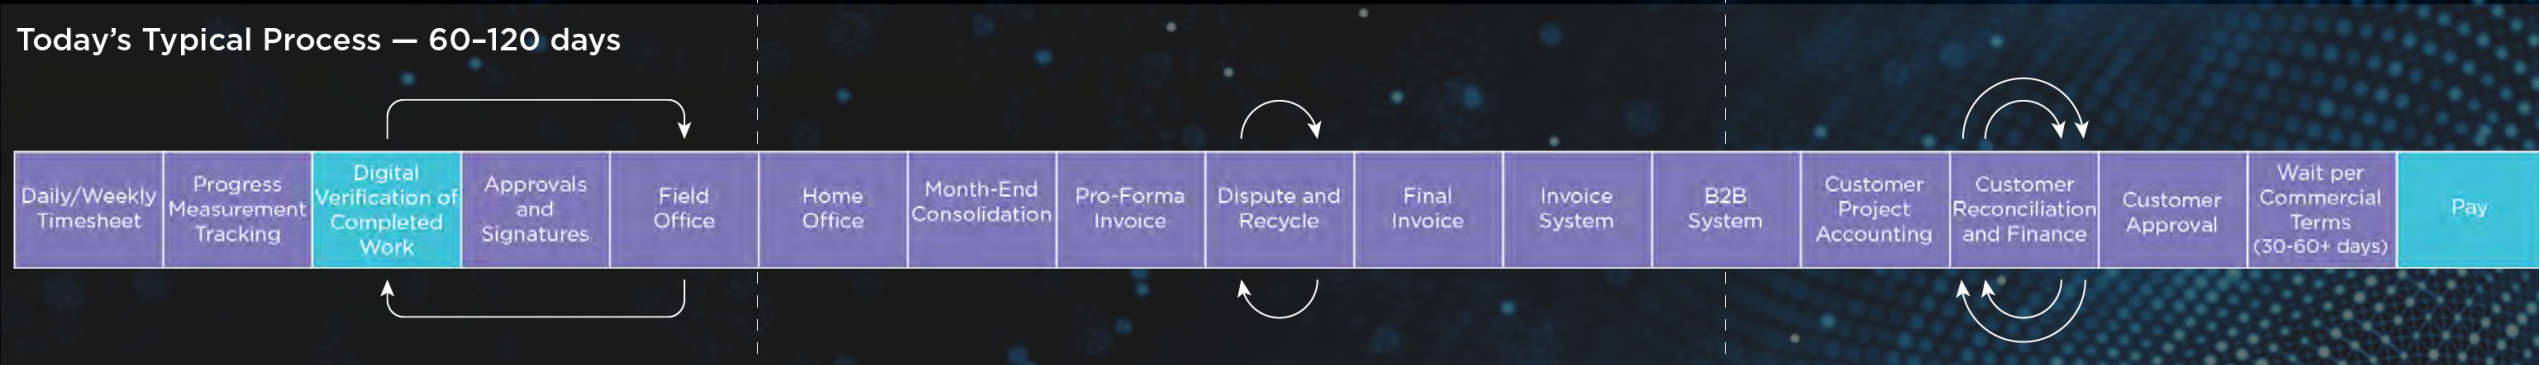 Today's Typical Process — 60–120 days
Daily/Weekly
Timesheet
Progress
Measurement
Tracking
Digital
Verification of
Completed
Work
Approvals
and
Signatures
Field
Office
Home
Office
Month-End
Consolidation
Pro-Forma
Invoice
Dispute and
Recycle
Final
Invoice
Invoice
System
B2B
System
Customer
Project
Accounting
Customer
Reconciliation
and Finance
Customer
Approval
Wait per
Commercial
Terms
(30-60+ days)
Pay